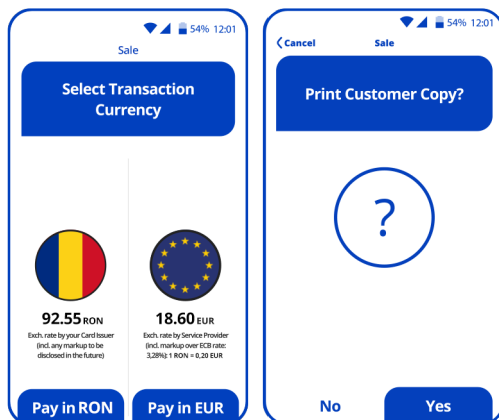 54% 12:01
Sale
Select Transaction
Currency
92.55 RON
Exch. rate by your Card Issuer
(incl. any markup to be
disclosed in the future)
18.60 EUR
Exch. rate by Service Provider
(incl. markup over ECB rate:
3,28%): 1 RON = 0,20 EUR
Pay in RON
Pay in EUR
54% 12:01
Cancel
Sale
Print Customer Copy?
?
No
Yes